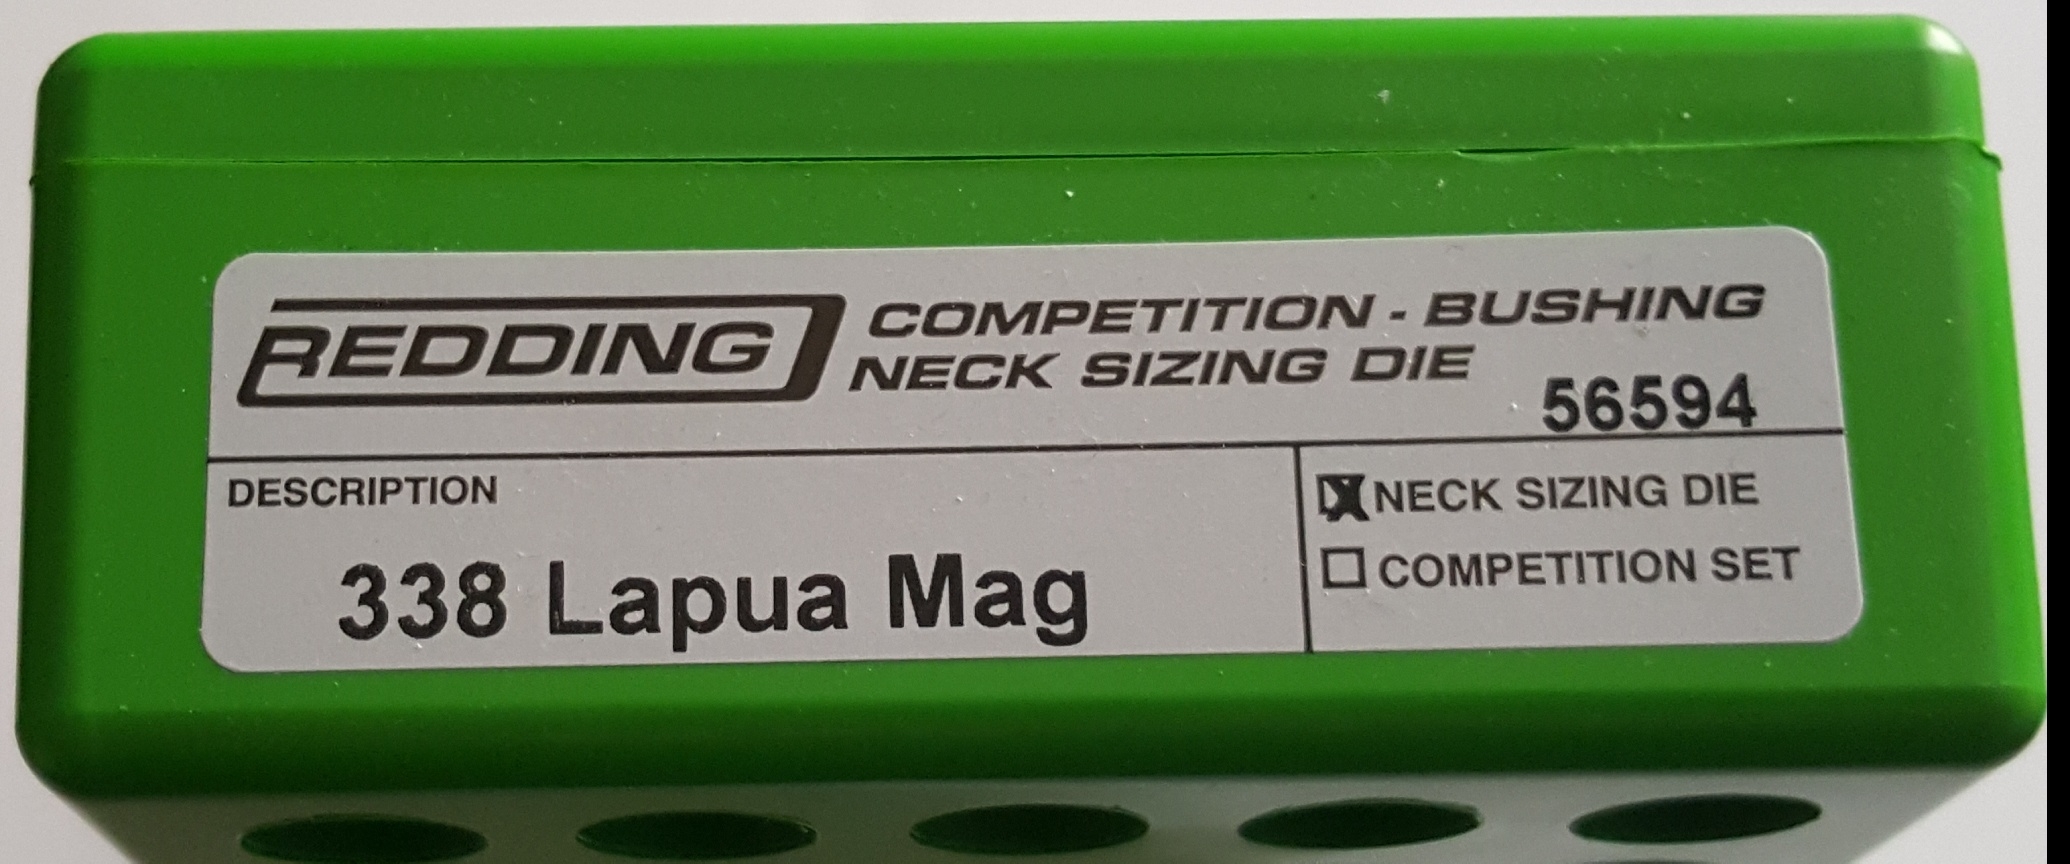 REDDING COMPETITION - BUSHING
NECK SIZING DIE
56594
DESCRIPTION
338 Lapua Mag
NECK SIZING DIE
COMPETITION SET